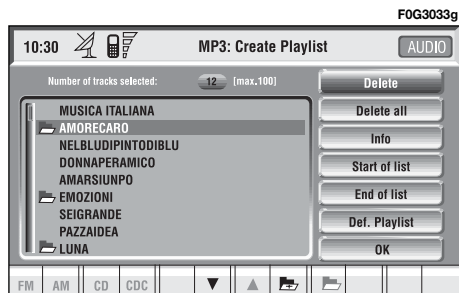 F0G3033g
10:30 MP3: Create Playlist AUDIO
Number of tracks selected: 12 [max.100]
Delete
MUSICA ITALIANA
Delete all
AMORECARO
NELBLUDIPINTODIBLU
Info
DONNAPERAMICO
Start of list
AMARSIUNPO
EMOZIONI
End of list
SEIGRANDE
Def. Playlist
PAZZAIDEA
LUNA
OK
FM AM CD CDC